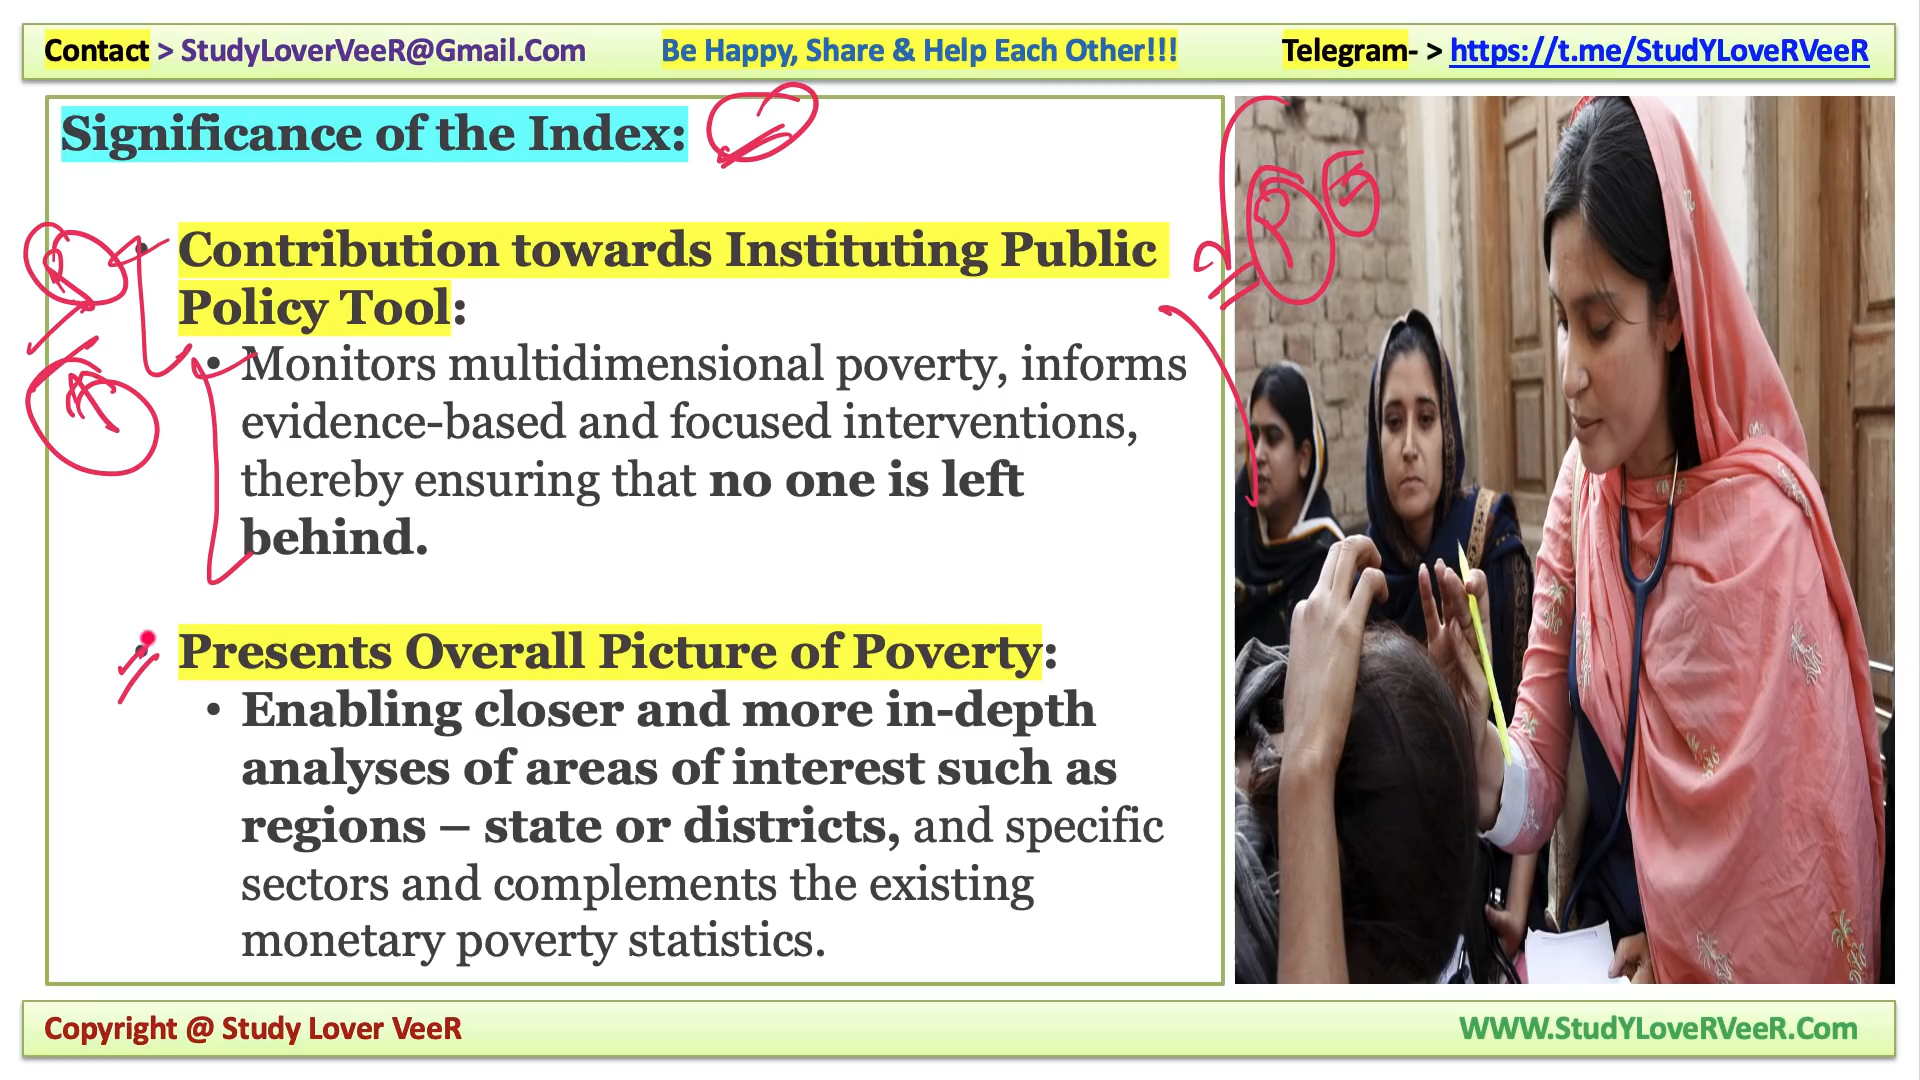 Contact > StudyLoverVeeR@Gmail.Com Be Happy, Share & Help Each Other!!! Telegram- > https://t.me/StudYLoveRVeeR
Significance of the Index:
• Contribution towards Instituting Public
Policy Tool:
• Monitors multidimensional poverty, informs
evidence-based and focused interventions,
thereby ensuring that no one is left
behind.
• Presents Overall Picture of Poverty:
• Enabling closer and more in-depth
analyses of areas of interest such as
regions – state or districts, and specific
sectors and complements the existing
monetary poverty statistics.
Copyright @ Study Lover VeeR WWW.StudYLoveRVeeR.Com